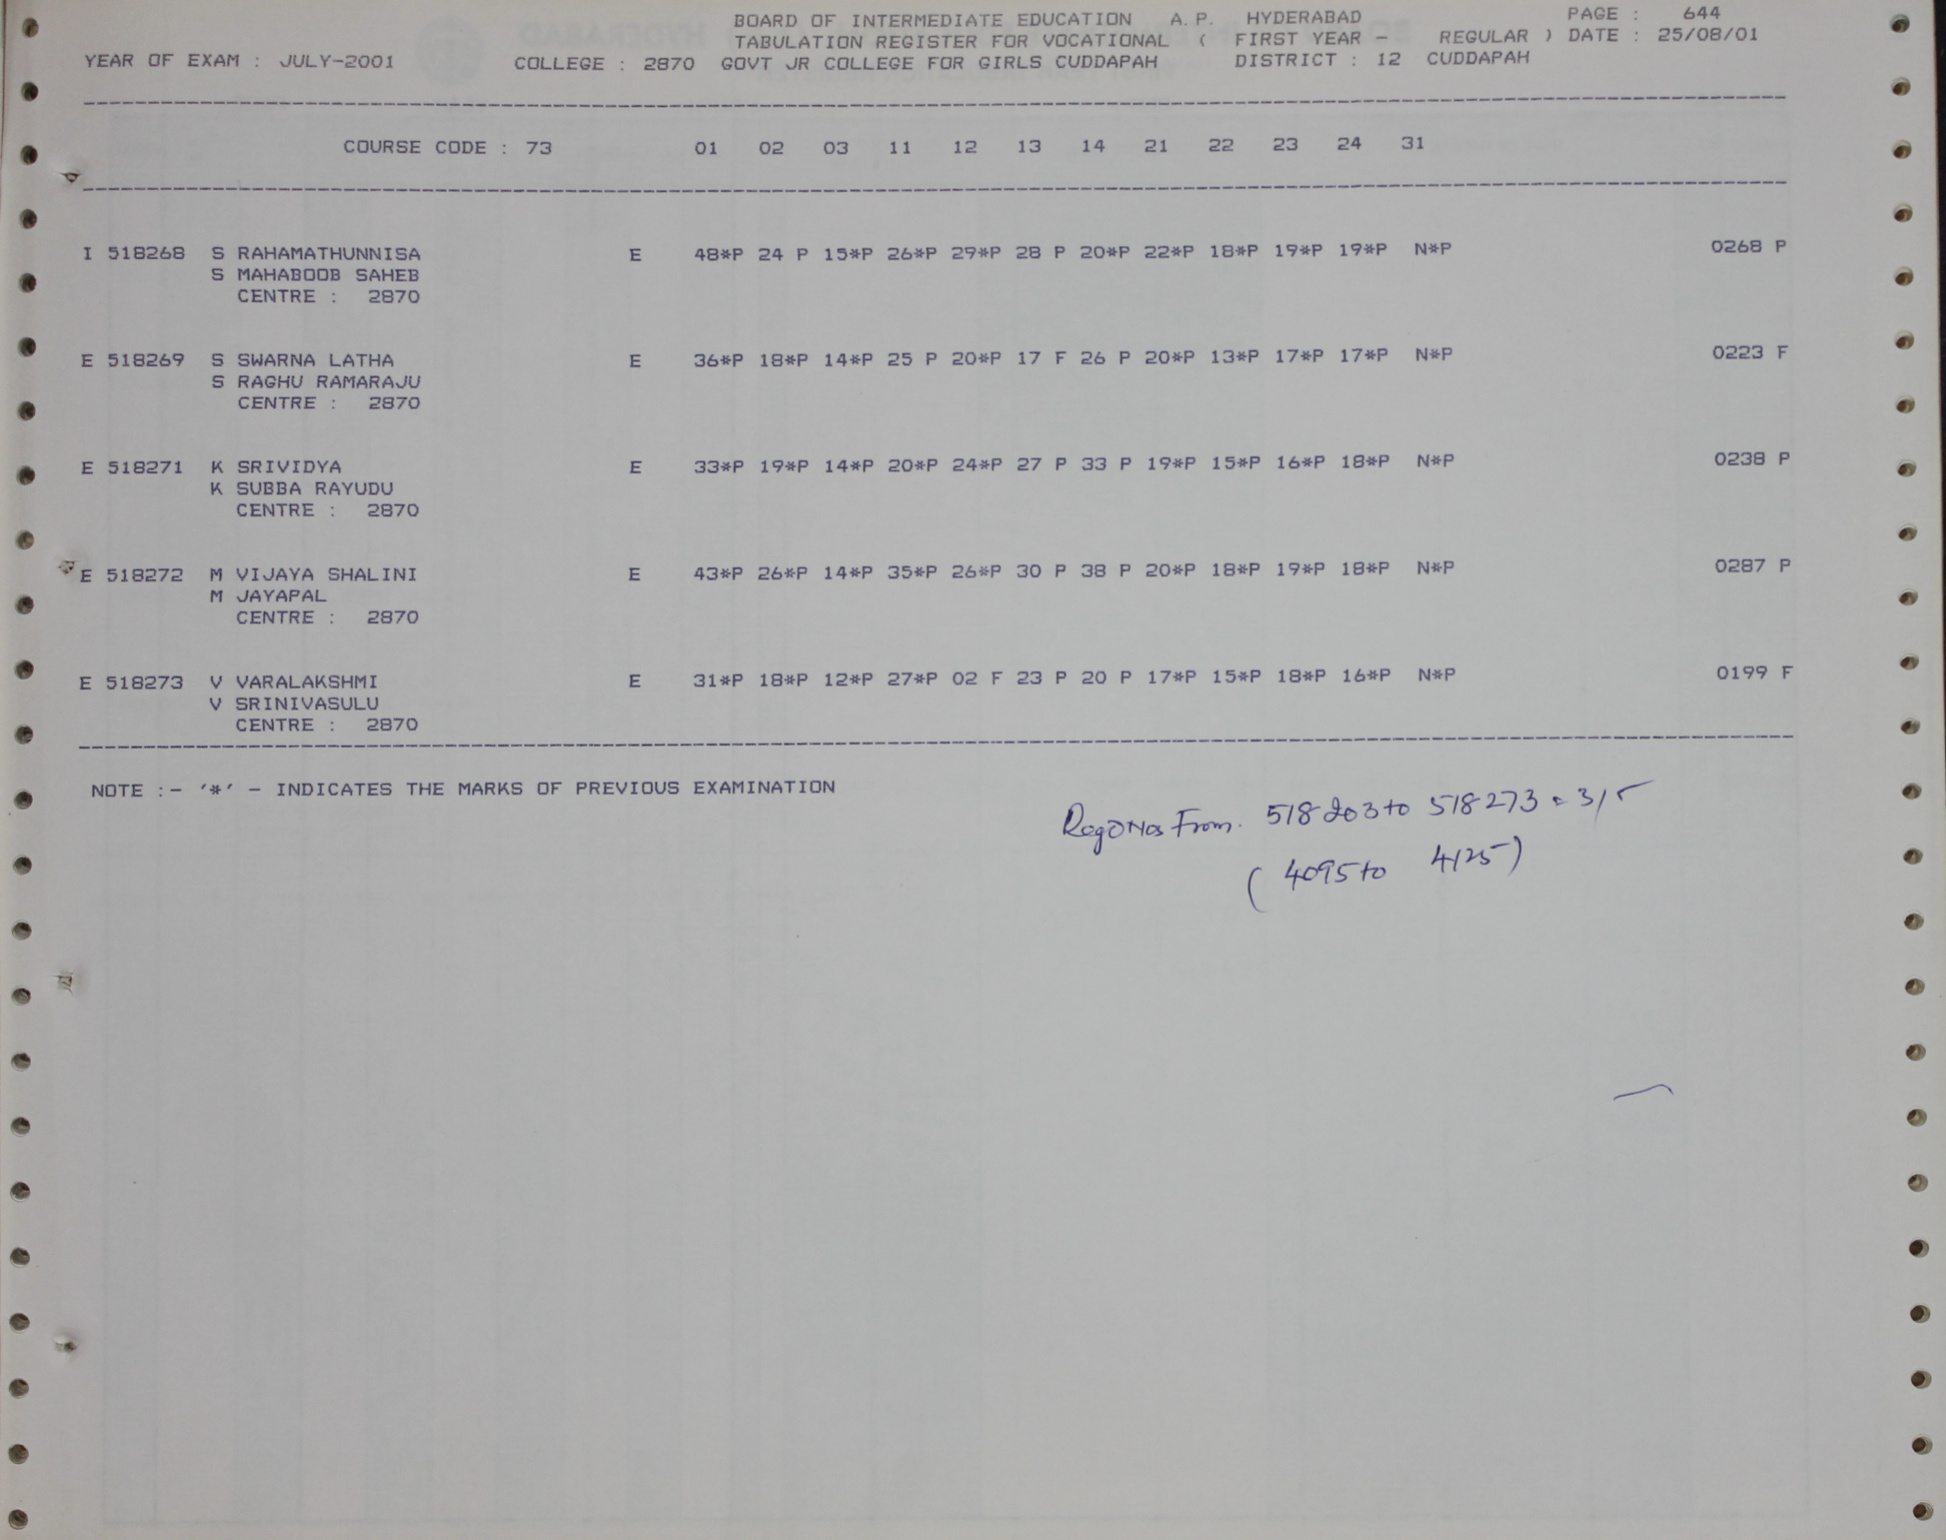 BOARD OF INTERMEDIATE EDUCATION A.P. HYDERABAD PAGE : 644
TABULATION REGISTER FOR VOCATIONAL ( FIRST YEAR - REGULAR ) DATE : 25/08/01
YEAR OF EXAM : JULY-2001 COLLEGE : 2870 GOVT JR COLLEGE FOR GIRLS CUDDAPAH DISTRICT : 12 CUDDAPAH
COURSE CODE : 73 01 02 03 11 12 13 14 21 22 23 24 31
I 518268 S RAHAMATHUNNISA E 48*P 24 P 15*P 26*P 29*P 28 P 20*P 22*P 18*P 19*P 19*P N*P 0268 P
S MAHABOOB SAHEB
CENTRE : 2870
E 518269 S SWARNA LATHA E 36*P 18*P 14*P 25 P 20*P 17 F 26 P 20*P 13*P 17*P 17*P N*P 0223 F
S RAGHU RAMARAJU
CENTRE : 2870
E 518271 K SRIVIDYA E 33*P 19*P 14*P 20*P 24*P 27 P 33 P 19*P 15*P 16*P 18*P N*P 0238 P
K SUBBA RAYUDU
CENTRE : 2870
E 518272 M VIJAYA SHALINI E 43*P 26*P 14*P 35*P 26*P 30 P 38 P 20*P 18*P 19*P 18*P N*P 0287 P
M JAYAPAL
CENTRE : 2870
E 518273 V VARALAKSHMI E 31*P 18*P 12*P 27*P 02 F 23 P 20 P 17*P 15*P 18*P 16*P N*P 0199 F
V SRINIVASULU
CENTRE : 2870
NOTE :- '*' - INDICATES THE MARKS OF PREVIOUS EXAMINATION
From 518203 to 518273
( 4095 to 4125 )